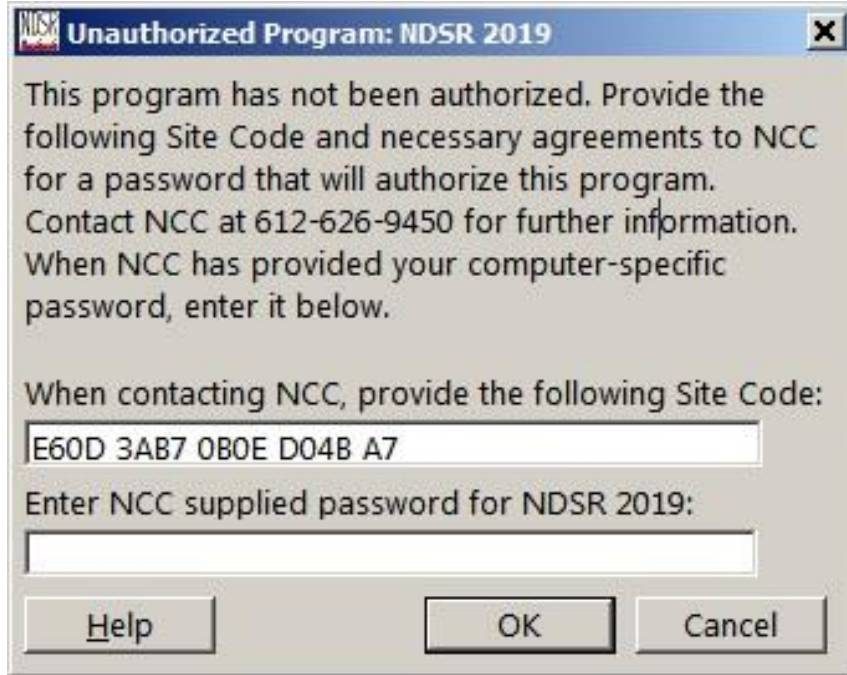 NDSR
Unauthorized Program: NDSR 2019
This program has not been authorized. Provide the
following Site Code and necessary agreements to NCC
for a password that will authorize this program.
Contact NCC at 612-626-9450 for further information.
When NCC has provided your computer-specific
password, enter it below.
When contacting NCC, provide the following Site Code:
E60D 3AB7 0B0E D04B A7
Enter NCC supplied password for NDSR 2019:
Help
OK
Cancel